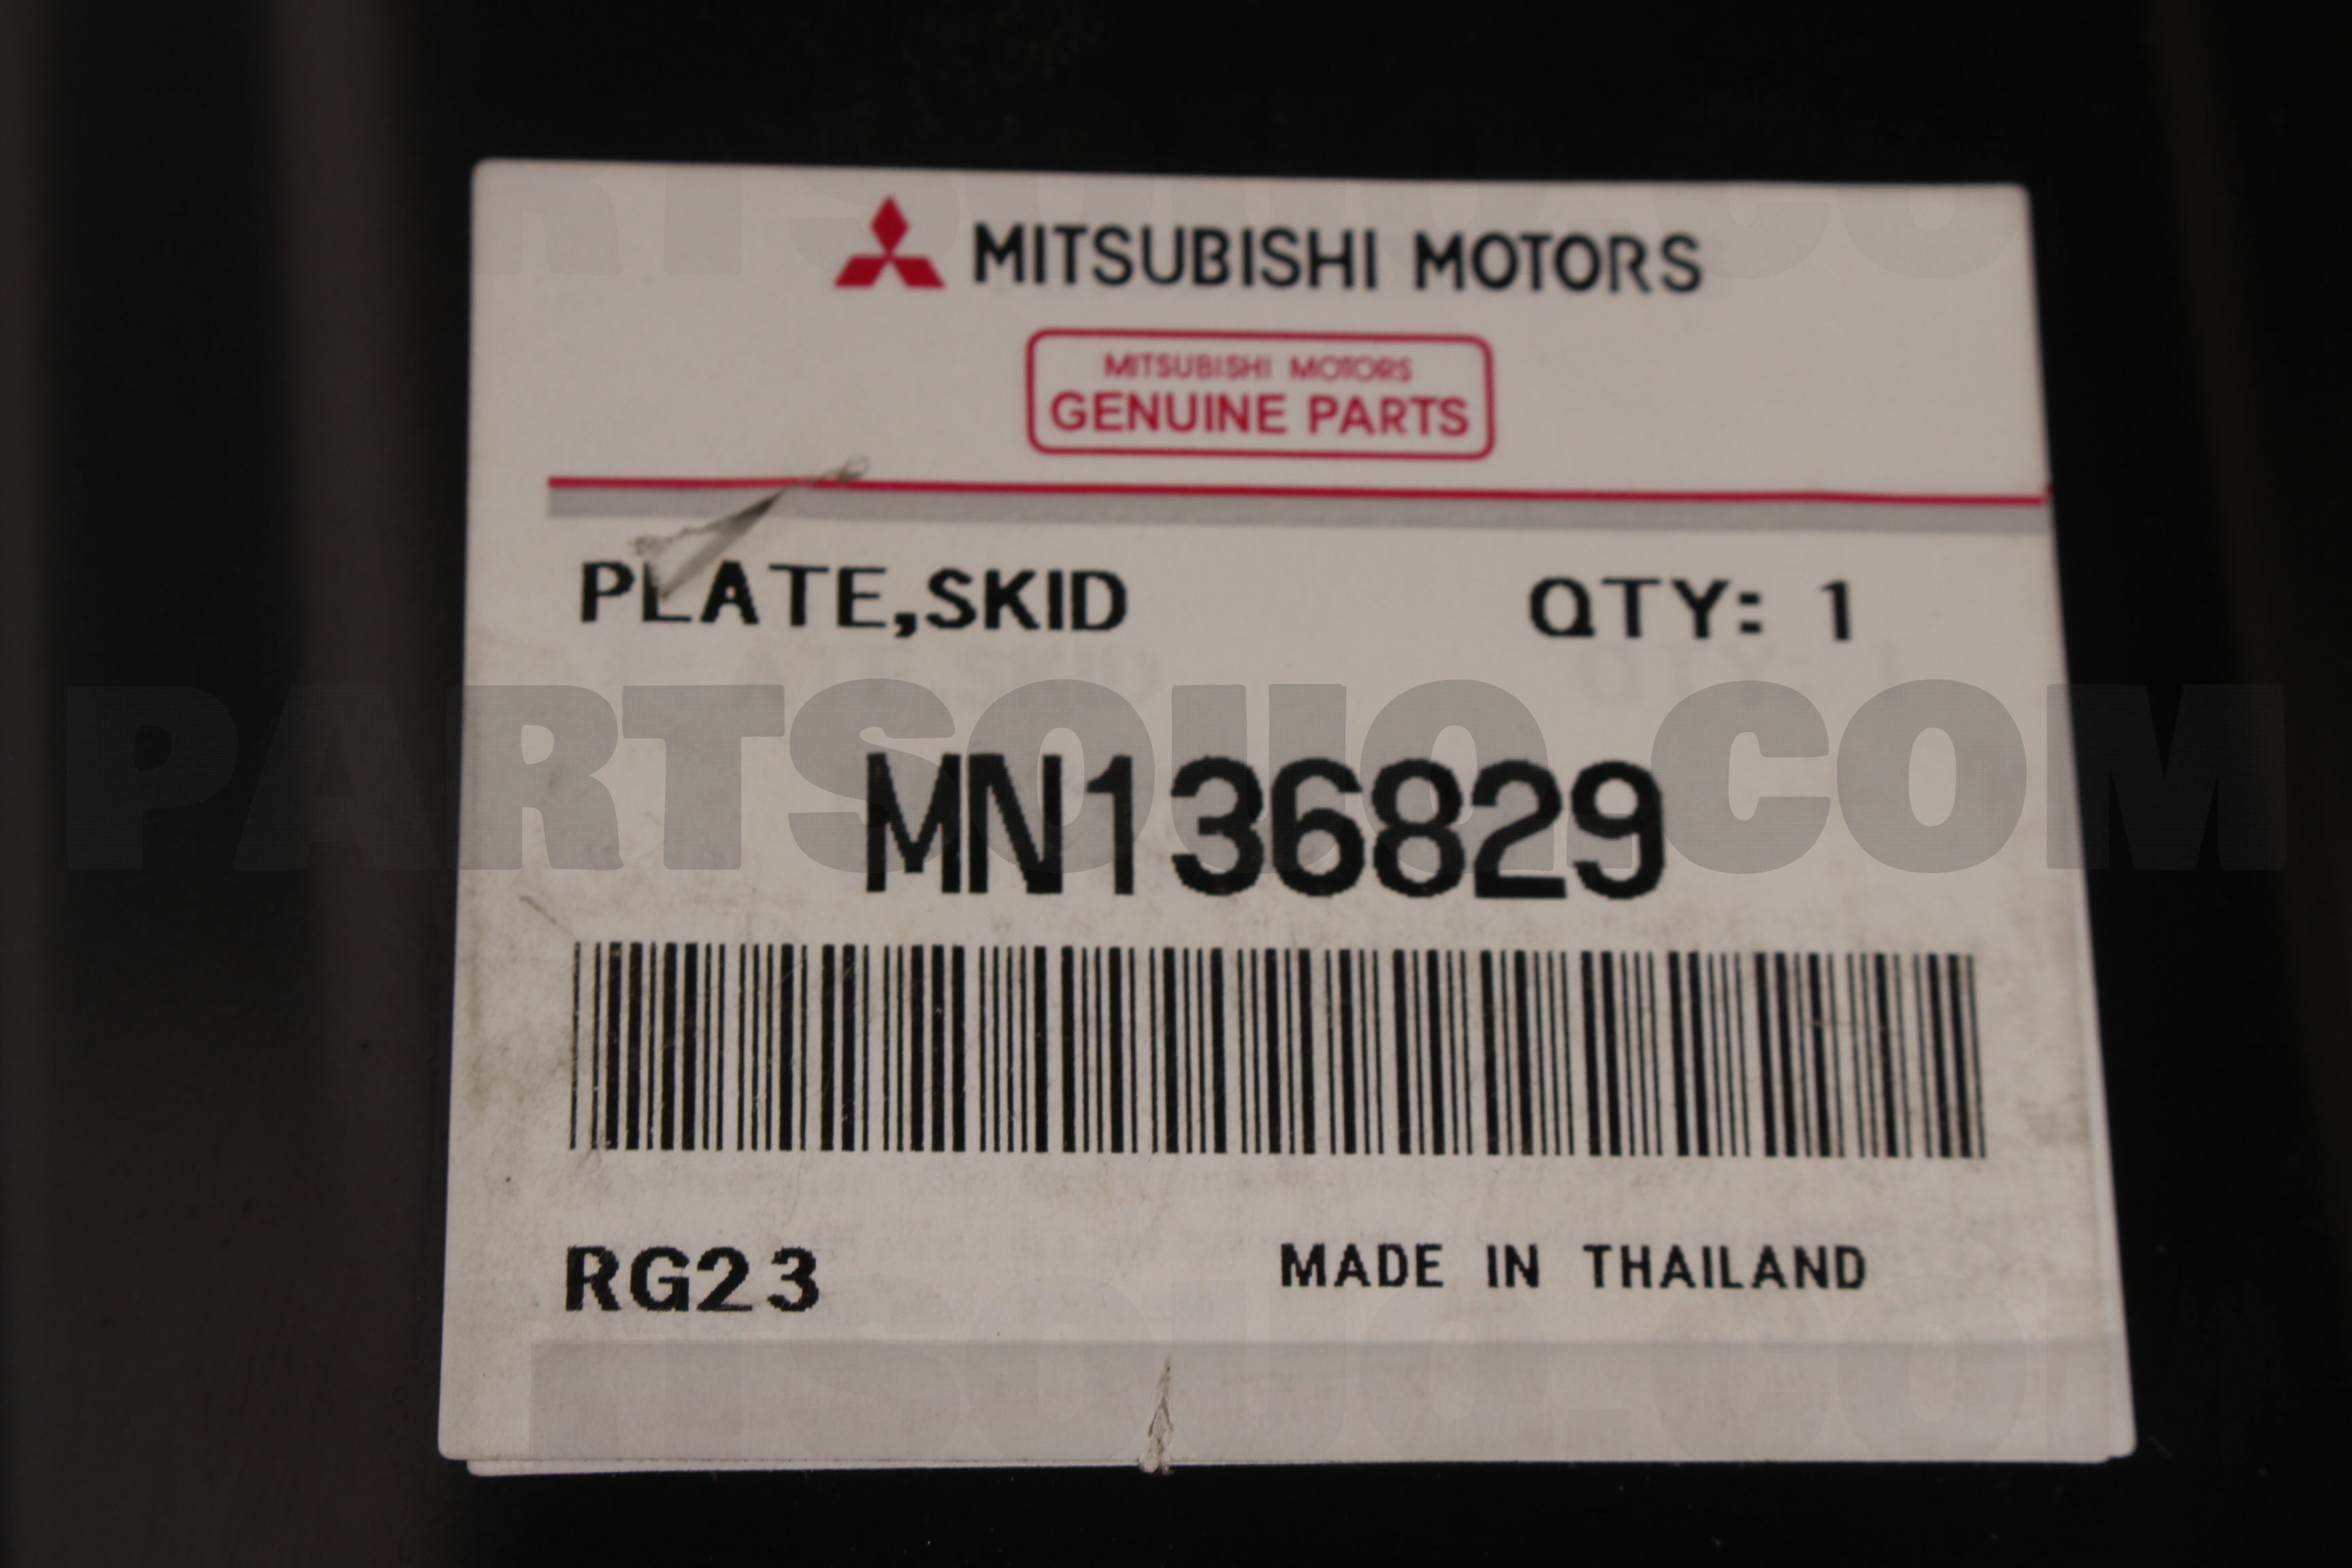 MITSUBISHI MOTORS
MITSUBISHI MOTORS
GENUINE PARTS
PLATE,SKID QTY: 1
PARTSOUQ.COM
MN136829
RG23 MADE IN THAILAND